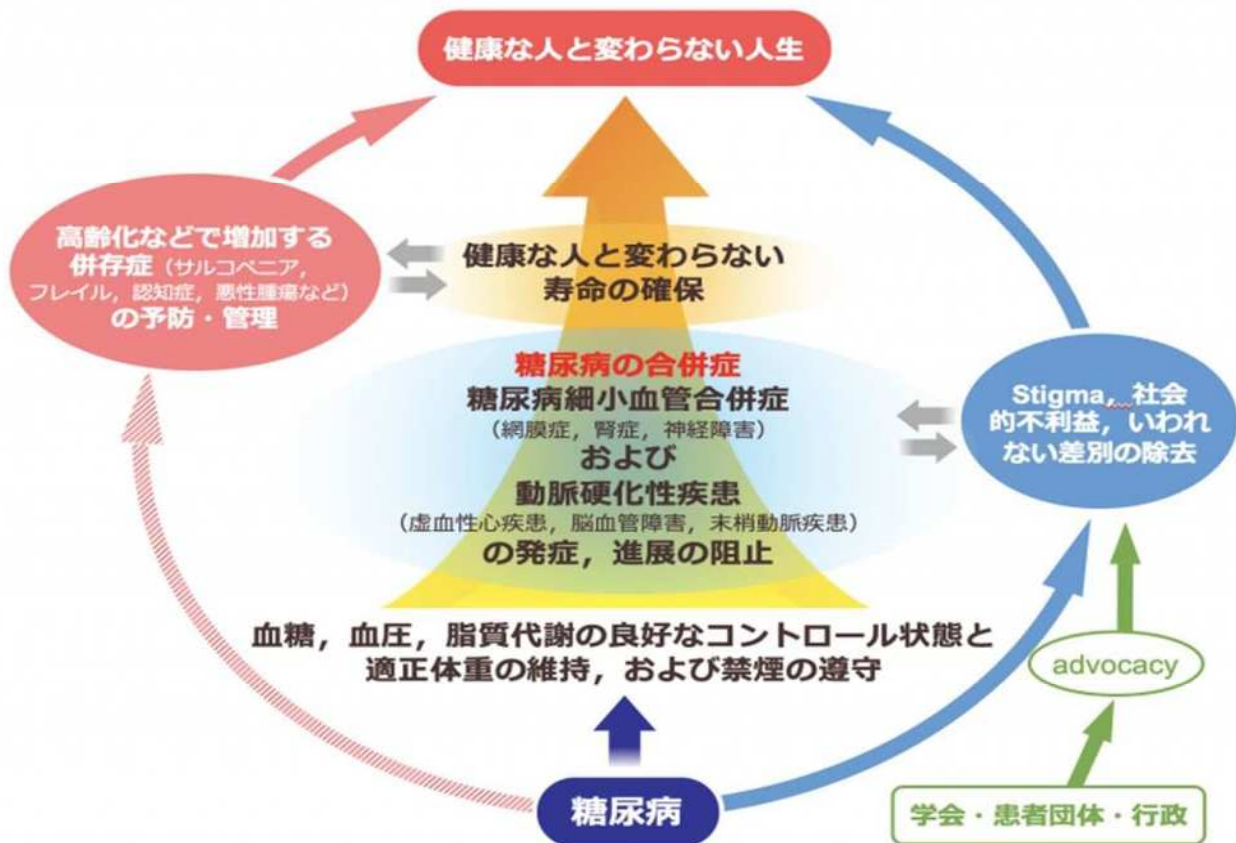 健康な人と変わらない人生
高齢化などで増加する
併存症（サルコペニア，
フレイル，認知症，悪性腫瘍など）
の予防・管理
健康な人と変わらない
寿命の確保
糖尿病の合併症
糖尿病細小血管合併症
（網膜症，腎症，神経障害）
および
動脈硬化性疾患
（虚血性心疾患，脳血管障害，末梢動脈疾患）
の発症，進展の阻止
Stigma，社会
的不利益，いわれ
ない差別の除去
血糖，血圧，脂質代謝の良好なコントロール状態と
適正体重の維持，および禁煙の遵守
advocacy
糖尿病
学会・患者団体・行政